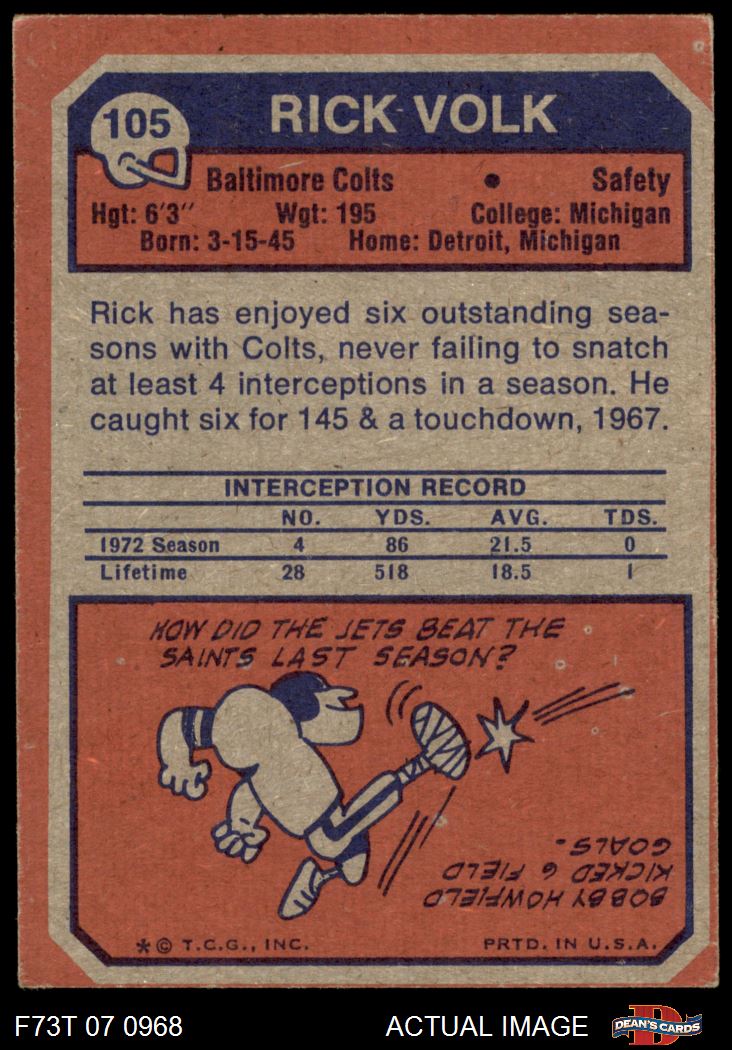 105
RICK VOLK
Baltimore Colts • Safety
Hgt: 6'3" Wgt: 195 College: Michigan
Born: 3-15-45 Home: Detroit, Michigan
Rick has enjoyed six outstanding sea-
sons with Colts, never failing to snatch
at least 4 interceptions in a season. He
caught six for 145 & a touchdown, 1967.
INTERCEPTION RECORD
NO. YDS. AVG. TDS.
1972 Season 4 86 21.5 0
Lifetime 28 518 18.5 1
HOW DID THE JETS BEAT THE
SAINTS LAST SEASON?
BOBBY HOWFIELD
KICKED 6 FIELD
GOALS.
* © T.C.G., INC. PRTD. IN U.S.A.
F73T 07 0968 ACTUAL IMAGE
D
DEAN'S CARDS